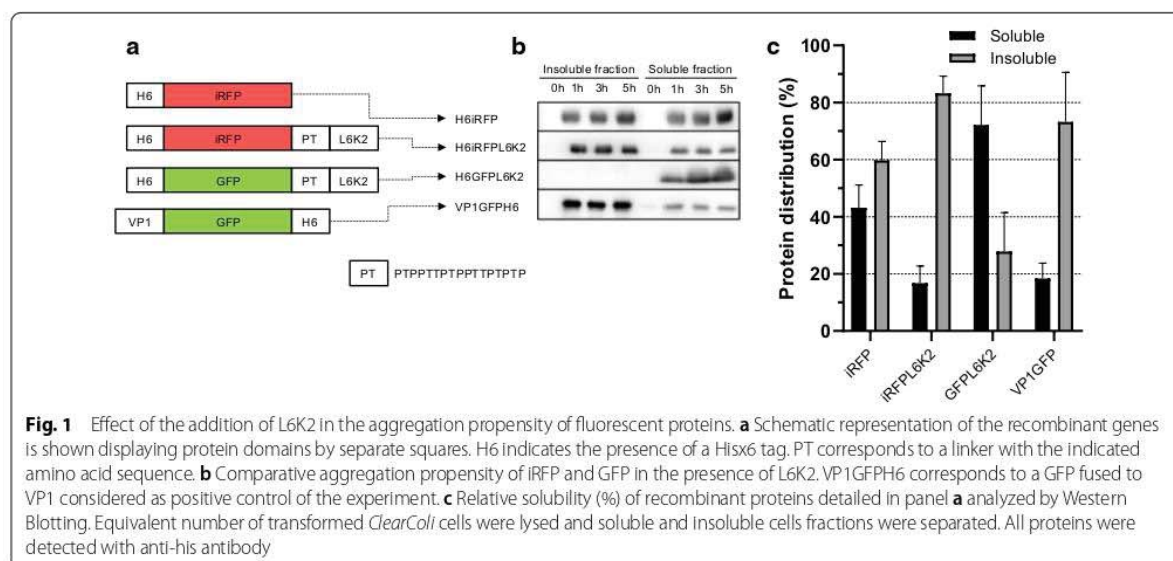 a
H6 iRFP
H6 iRFP PT L6K2
H6 GFP PT L6K2
VP1 GFP H6
H6iRFP
H6iRFPL6K2
H6GFPL6K2
VP1GFPH6
PT PTPPTTPTPPTTPTPTP
b
Insoluble fraction Soluble fraction
0h 1h 3h 5h 0h 1h 3h 5h
c
Soluble
Insoluble
Protein distribution (%)
100
80
60
40
20
0
iRFP
iRFPL6K2
GFPL6K2
VP1GFP
Fig. 1 Effect of the addition of L6K2 in the aggregation propensity of fluorescent proteins. a Schematic representation of the recombinant genes
is shown displaying protein domains by separate squares. H6 indicates the presence of a Hisx6 tag. PT corresponds to a linker with the indicated
amino acid sequence. b Comparative aggregation propensity of iRFP and GFP in the presence of L6K2. VP1GFPH6 corresponds to a GFP fused to
VP1 considered as positive control of the experiment. c Relative solubility (%) of recombinant proteins detailed in panel a analyzed by Western
Blotting. Equivalent number of transformed ClearColi cells were lysed and soluble and insoluble cells fractions were separated. All proteins were
detected with anti-his antibody